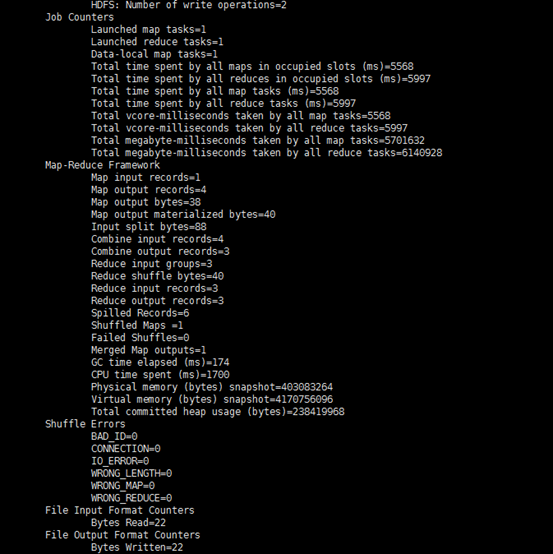 HDFS: Number of write operations=2
Job Counters
Launched map tasks=1
Launched reduce tasks=1
Data-local map tasks=1
Total time spent by all maps in occupied slots (ms)=5568
Total time spent by all reduces in occupied slots (ms)=5997
Total time spent by all map tasks (ms)=5568
Total time spent by all reduce tasks (ms)=5997
Total vcore-milliseconds taken by all map tasks=5568
Total vcore-milliseconds taken by all reduce tasks=5997
Total megabyte-milliseconds taken by all map tasks=5701632
Total megabyte-milliseconds taken by all reduce tasks=6140928
Map-Reduce Framework
Map input records=1
Map output records=4
Map output bytes=38
Map output materialized bytes=40
Input split bytes=88
Combine input records=4
Combine output records=3
Reduce input groups=3
Reduce shuffle bytes=40
Reduce input records=3
Reduce output records=3
Spilled Records=6
Shuffled Maps =1
Failed Shuffles=0
Merged Map outputs=1
GC time elapsed (ms)=174
CPU time spent (ms)=1700
Physical memory (bytes) snapshot=403083264
Virtual memory (bytes) snapshot=4170756096
Total committed heap usage (bytes)=238419968
Shuffle Errors
BAD_ID=0
CONNECTION=0
IO_ERROR=0
WRONG_LENGTH=0
WRONG_MAP=0
WRONG_REDUCE=0
File Input Format Counters
Bytes Read=22
File Output Format Counters
Bytes Written=22